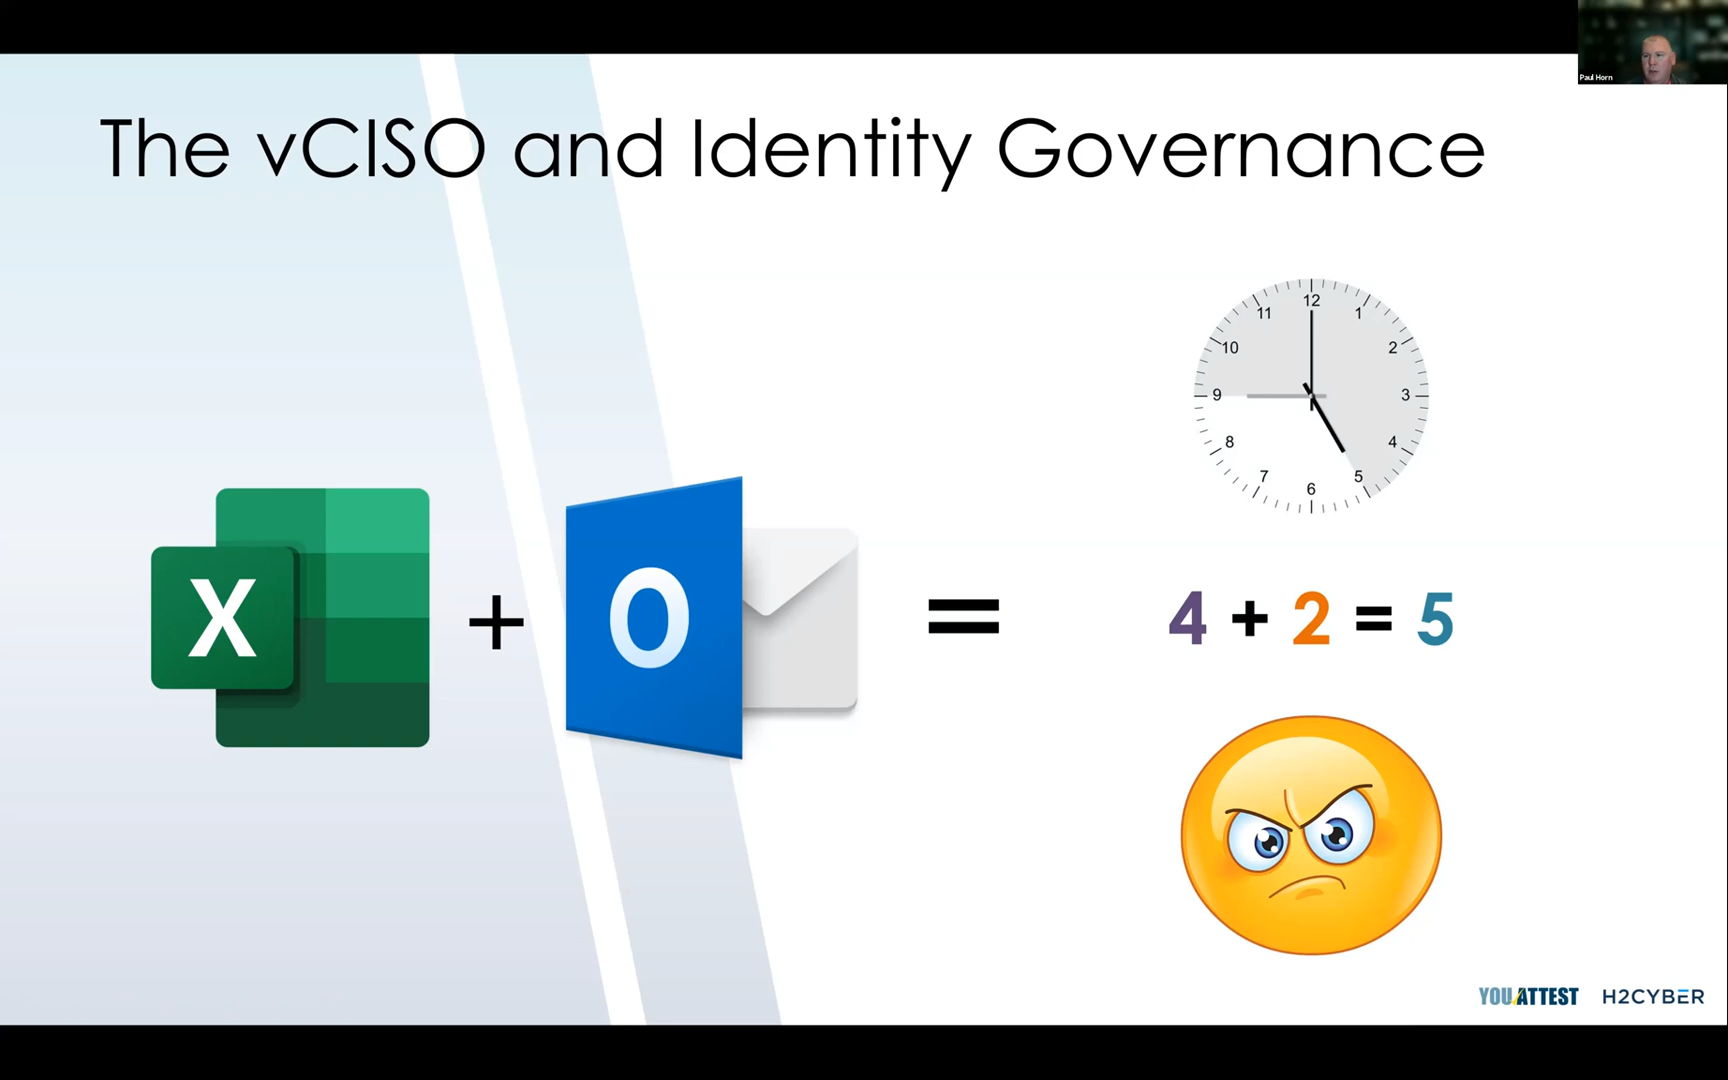 Paul Horn
The vCISO and Identity Governance
12
11
1
10
2
9
3
8
4
7
5
6
X
+
O
=
4 + 2 = 5
YOUATTEST
H2CYBER